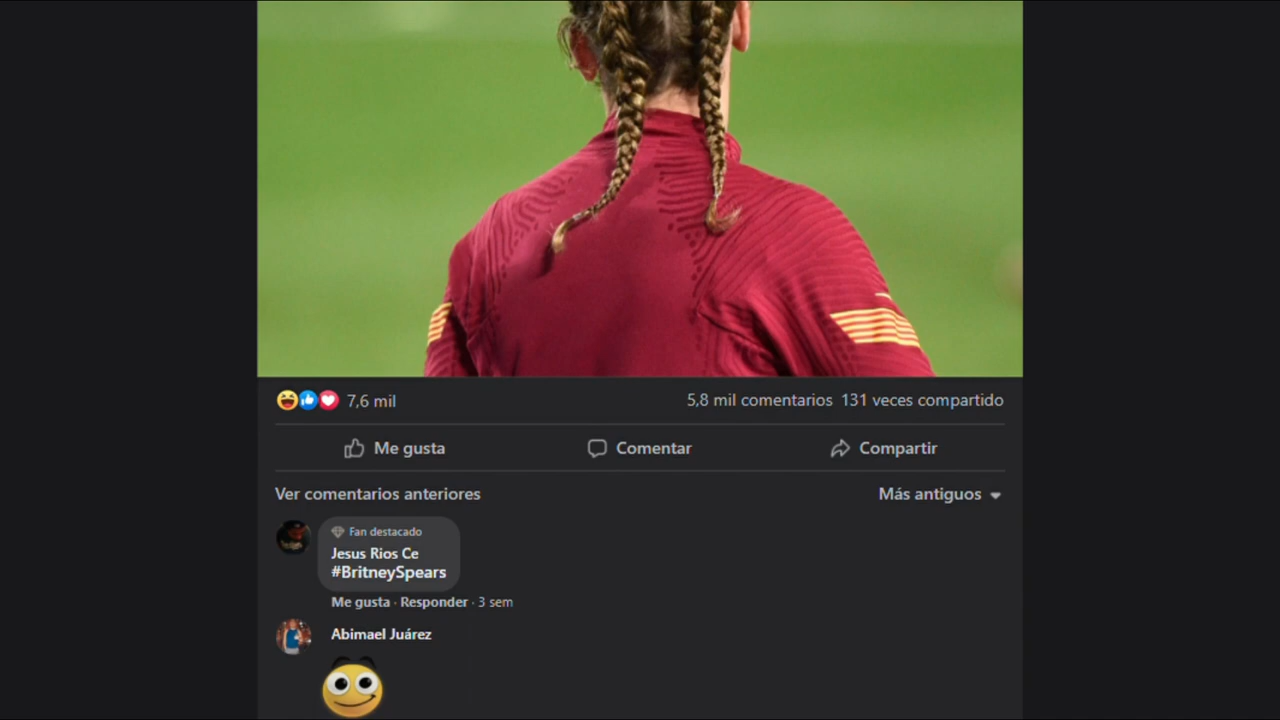 7,6 mil
5,8 mil comentarios 131 veces compartido
Me gusta Comentar Compartir
Ver comentarios anteriores Más antiguos
Fan destacado
Jesus Rios Ce
#BritneySpears
Me gusta · Responder · 3 sem
Abimael Juárez